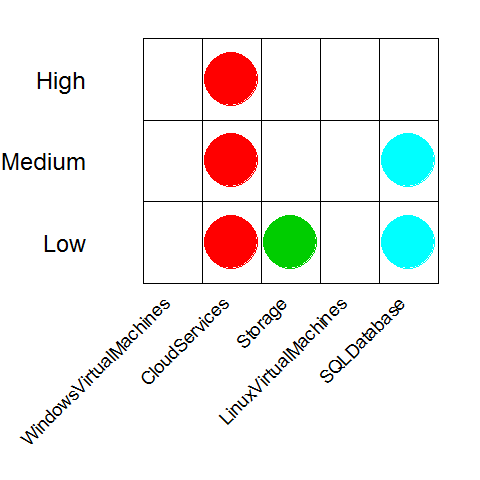 High
Medium
Low
WindowsVirtualMachines
CloudServices
Storage
LinuxVirtualMachines
SQLDatabase